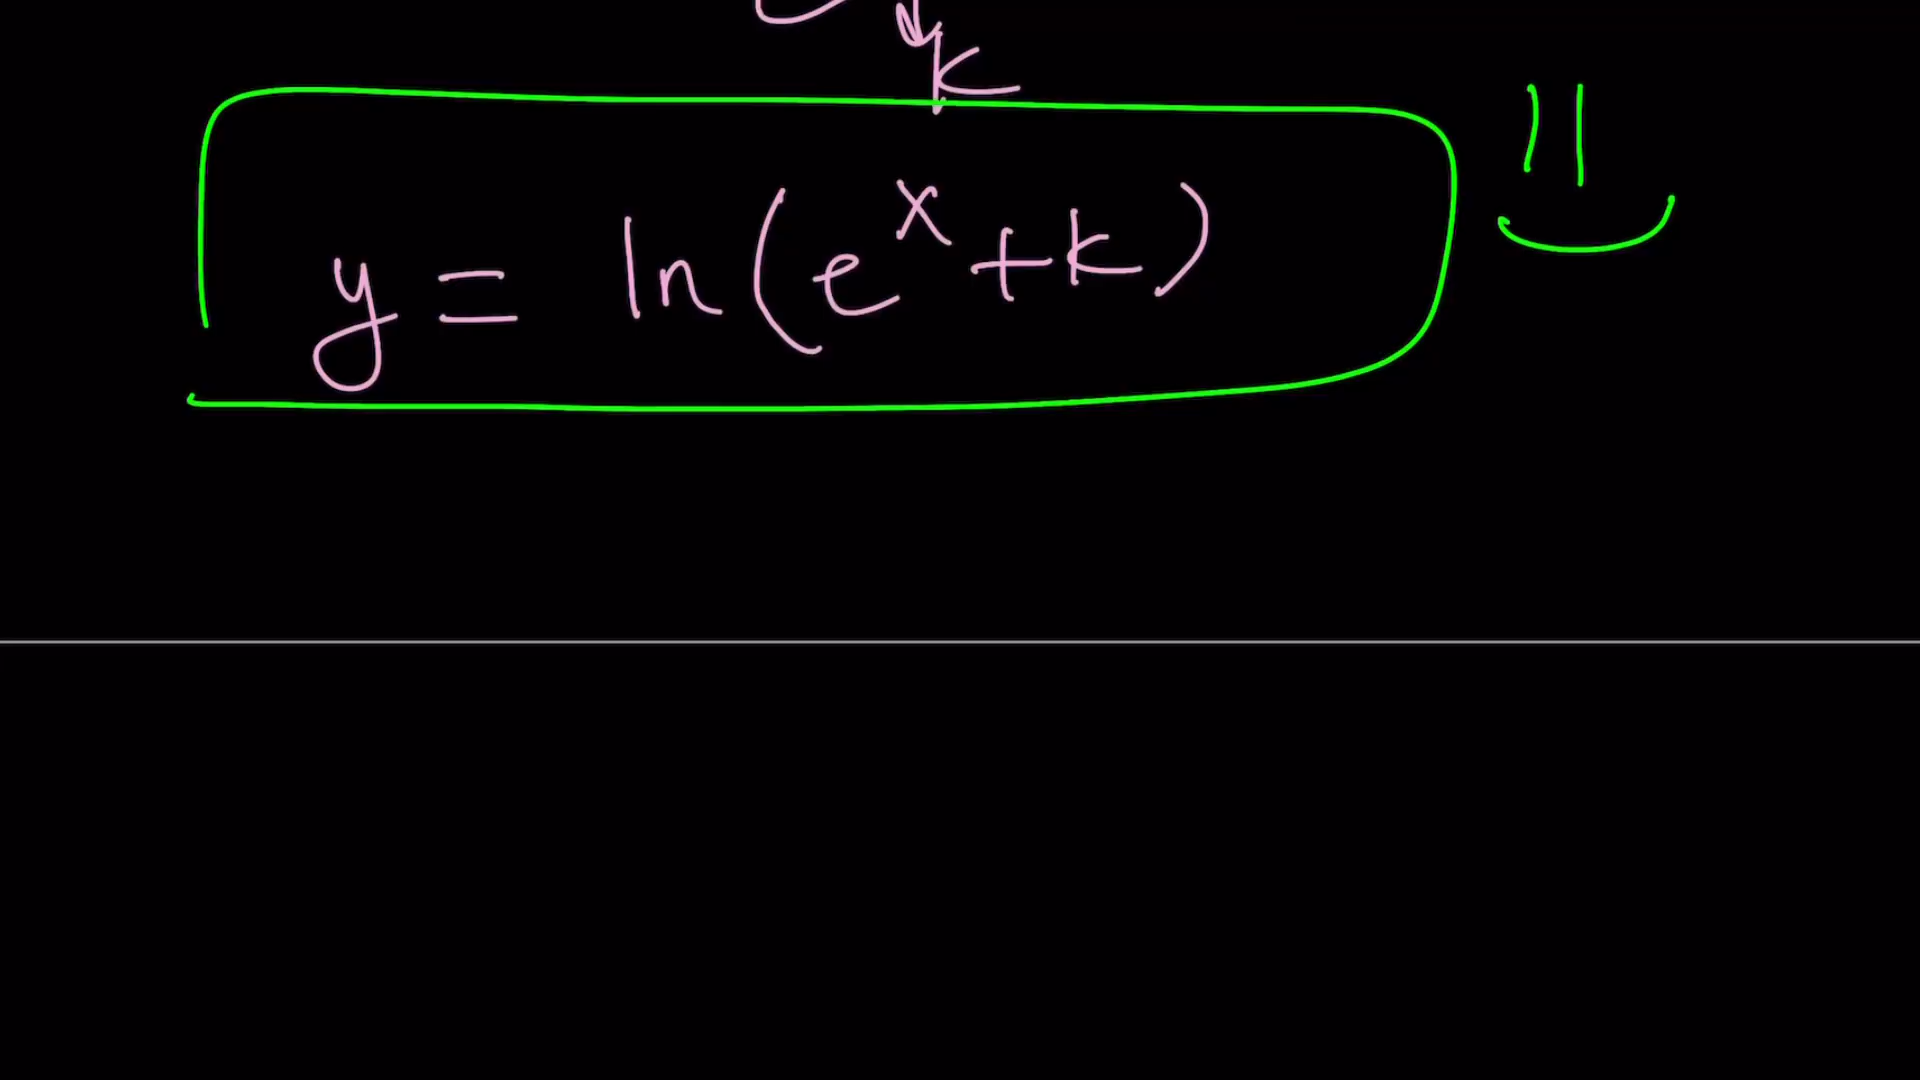 k
y = ln(e^x + k)